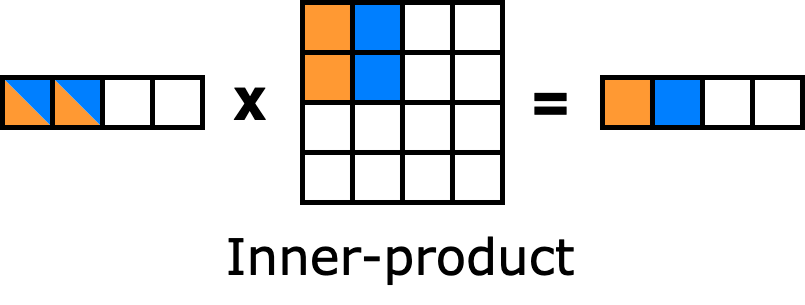 x =
Inner-product